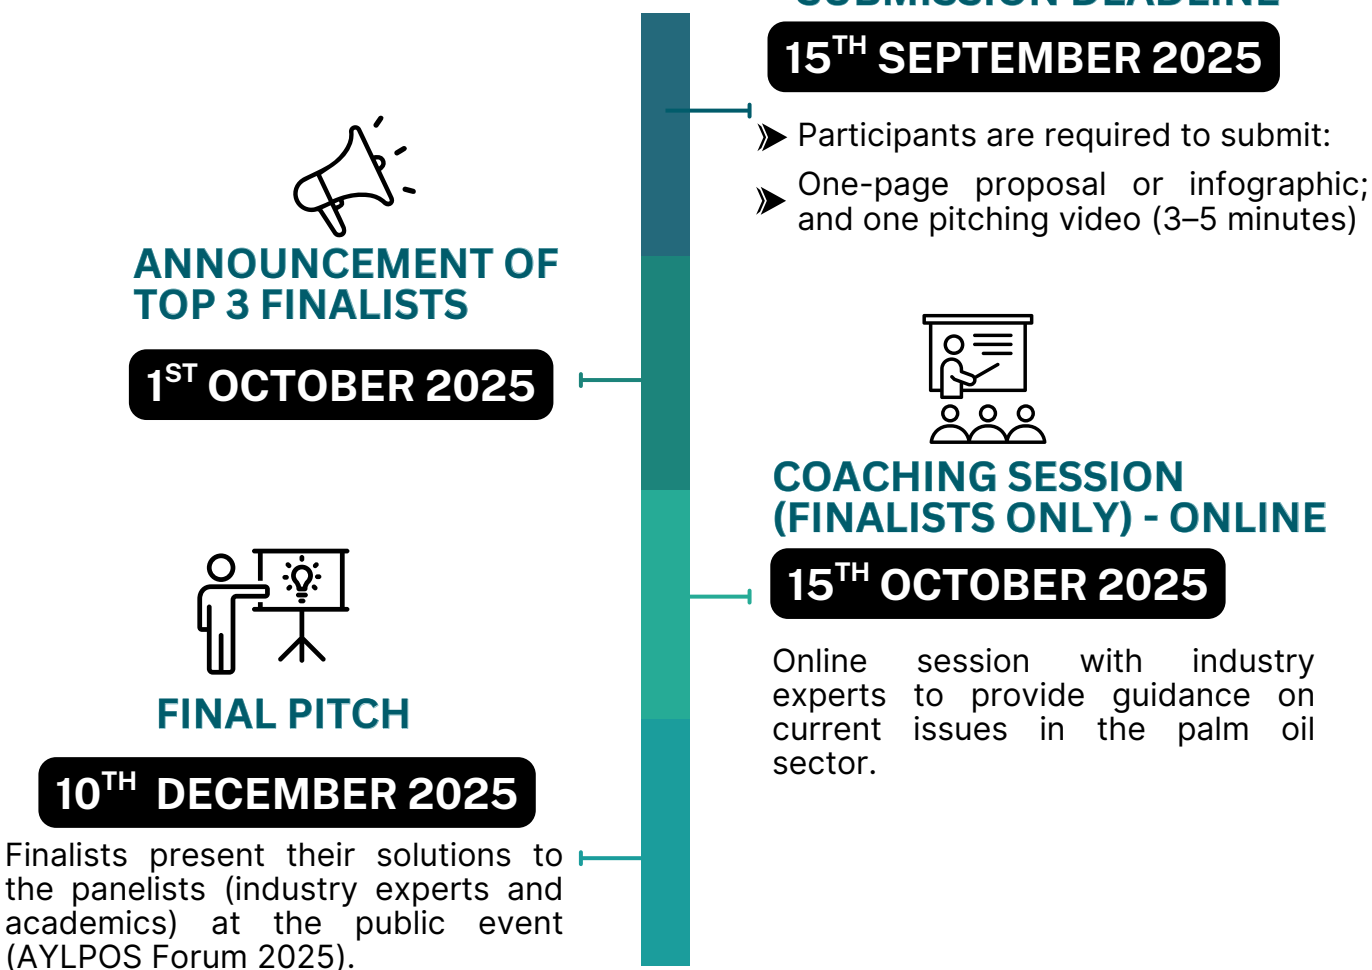 SUBMISSION DEADLINE
15TH SEPTEMBER 2025
Participants are required to submit:
One-page proposal or infographic;
and one pitching video (3–5 minutes)
ANNOUNCEMENT OF
TOP 3 FINALISTS
1ST OCTOBER 2025
COACHING SESSION
(FINALISTS ONLY) - ONLINE
15TH OCTOBER 2025
Online session with industry
experts to provide guidance on
current issues in the palm oil
sector.
FINAL PITCH
10TH DECEMBER 2025
Finalists present their solutions to
the panelists (industry experts and
academics) at the public event
(AYLPOS Forum 2025).